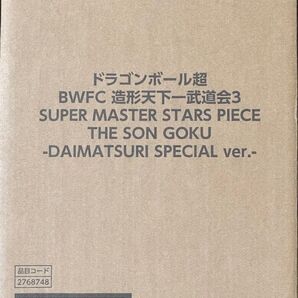 ドラゴンボール超
BWFC 造形天下一武道会3
SUPER MASTER STARS PIECE
THE SON GOKU
-DAIMATSURI SPECIAL ver.-
品目コード
2768748